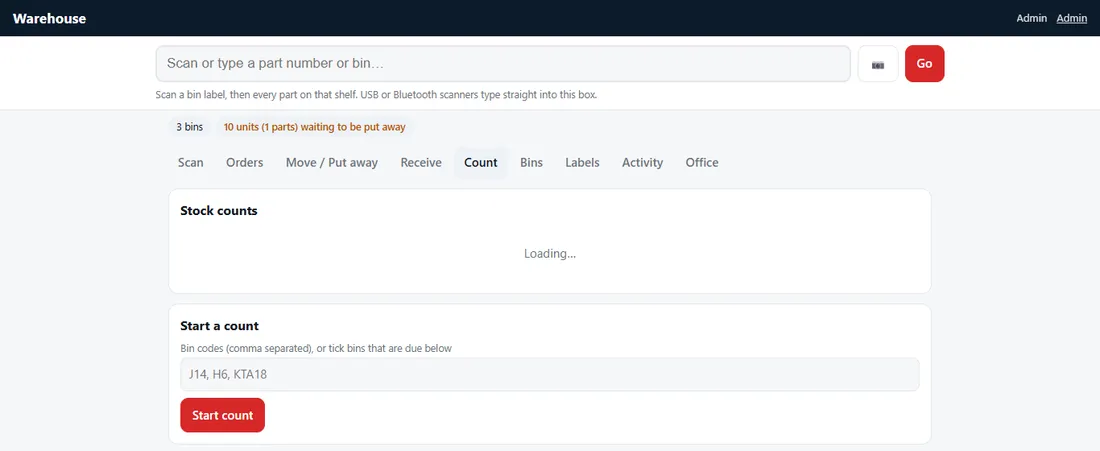 Warehouse
Admin Admin
Scan or type a part number or bin...
Go
Scan a bin label, then every part on that shelf. USB or Bluetooth scanners type straight into this box.
3 bins 10 units (1 parts) waiting to be put away
Scan Orders Move / Put away Receive Count Bins Labels Activity Office
Stock counts
Loading...
Start a count
Bin codes (comma separated), or tick bins that are due below
J14, H6, KTA18
Start count